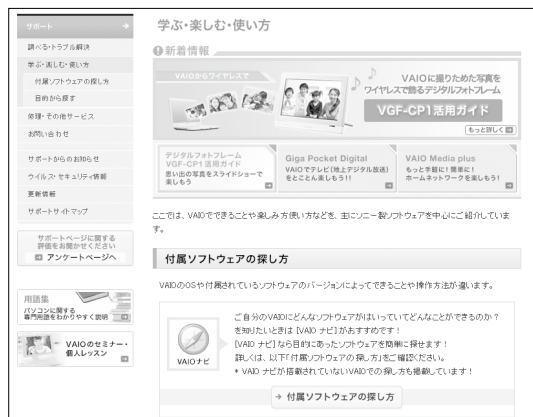 サポート
調べる・トラブル解決
学ぶ・楽しむ・使い方
付属ソフトウェアの探し方
目的から探す
修理・その他サービス
お問い合わせ
サポートからのお知らせ
ウイルス・セキュリティ情報
更新情報
サポートサイトマップ
サポートページに関する
評価をお聞かせください
アンケートページへ
用語集
パソコンに関する
専門用語をわかりやすく説明
VAIOのセミナー・
個人レッスン
学ぶ・楽しむ・使い方
新着情報
VAIOからワイヤレスで
VAIOに撮りためた写真を
ワイヤレスで飾るデジタルフォトフレーム
VGF-CP1活用ガイド
もっと詳しく
デジタルフォトフレーム
VGF-CP1活用ガイド
思い出の写真をスライドショーで
楽しもう
Giga Pocket Digital
VAIOでテレビ(地上デジタル放送)
をとことん楽しもう!!
VAIO Media plus
もっと手軽に!簡単に!
ホームネットワークを楽しもう!
ここでは、VAIOでできることや楽しみ方使い方などを、主にソニー製ソフトウェアを中心にご紹介していま
す。
付属ソフトウェアの探し方
VAIOのOSや付属されているソフトウェアのバージョンによってできることや操作方法が違います。
VAIOナビ
ご自分のVAIOにどんなソフトウェアがはいっていてどんなことができるのか?
を知りたいときは [VAIO ナビ]がおすすめです!
[VAIO ナビ]なら目的にあったソフトウェアを簡単に探せます!
詳しくは、以下「付属ソフトウェアの探し方」をご確認ください。
* VAIO ナビが搭載されていないVAIOでの探し方も掲載しています!
付属ソフトウェアの探し方